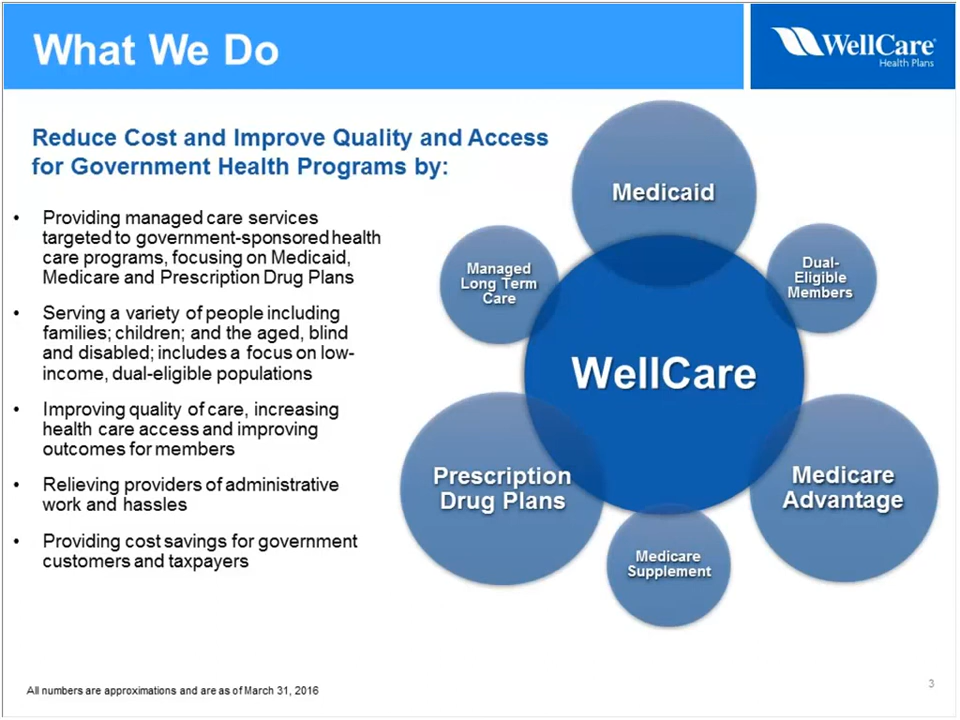 What We Do
WellCare®
Health Plans
Reduce Cost and Improve Quality and Access
for Government Health Programs by:
• Providing managed care services
targeted to government-sponsored health
care programs, focusing on Medicaid,
Medicare and Prescription Drug Plans
• Serving a variety of people including
families; children; and the aged, blind
and disabled; includes a focus on low-
income, dual-eligible populations
• Improving quality of care, increasing
health care access and improving
outcomes for members
• Relieving providers of administrative
work and hassles
• Providing cost savings for government
customers and taxpayers
Medicaid
Managed
Long Term
Care
Dual-
Eligible
Members
WellCare
Prescription
Drug Plans
Medicare
Advantage
Medicare
Supplement
All numbers are approximations and are as of March 31, 2016
3